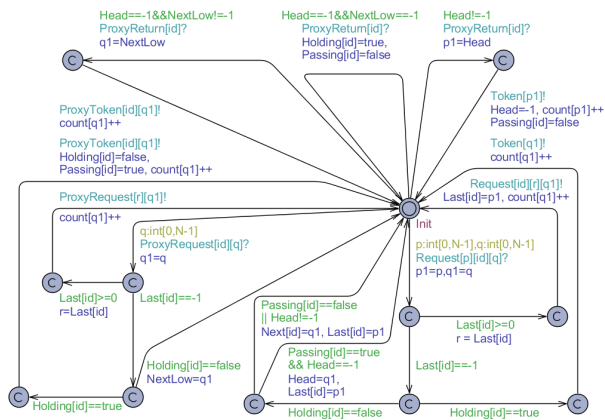 Head==-1&&NextLow!=-1
ProxyReturn[id]?
q1=NextLow
Head==-1&&NextLow==-1
ProxyReturn[id]?
Holding[id]=true,
Passing[id]=false
Head!=-1
ProxyReturn[id]?
p1=Head
C
C
ProxyToken[id][q1]!
count[q1]++
Token[p1]!
Head=-1, count[p1]++
Passing[id]=false
ProxyToken[id][q1]!
Holding[id]=false,
Passing[id]=true, count[q1]++
Token[q1]!
count[q1]++
ProxyRequest[r][q1]!
count[q1]++
Request[id][r][q1]!
Last[id]=p1, count[q1]++
Init
q:int[0,N-1]
ProxyRequest[id][q]?
q1=q
p:int[0,N-1],q:int[0,N-1]
Request[p][id][q]?
p1=p,q1=q
C
C
Last[id]>=0
r=Last[id]
Last[id]==-1
Passing[id]==false
|| Head!=-1
Next[id]=q1, Last[id]=p1
C
C
Last[id]>=0
r = Last[id]
Holding[id]==false
NextLow=q1
Passing[id]==true
&& Head==-1
Head=q1,
Last[id]=p1
Last[id]==-1
C
C
C
C
C
Holding[id]==true
Holding[id]==false
Holding[id]==true